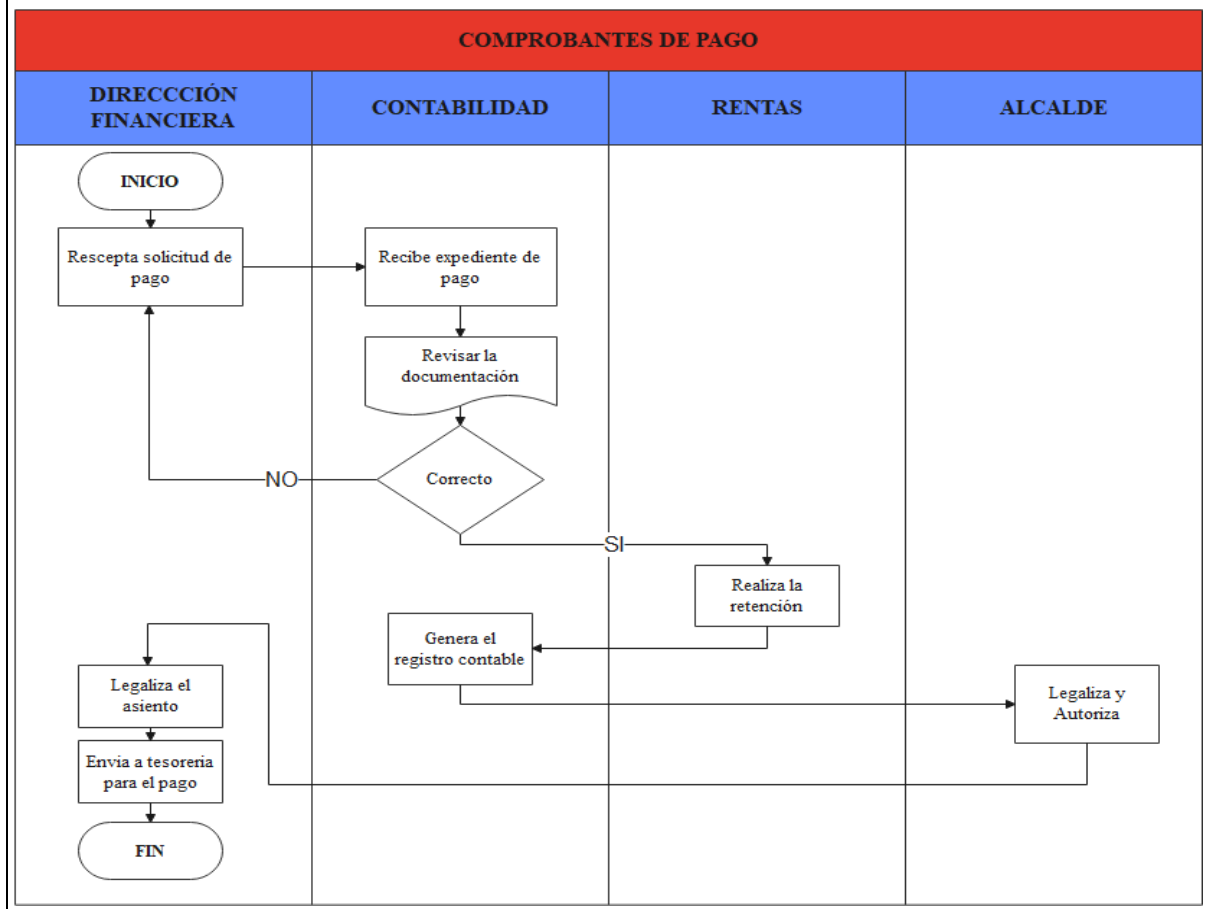 COMPROBANTES DE PAGO
DIRECCCIÓN
FINANCIERA
CONTABILIDAD
RENTAS
ALCALDE
INICIO
Rescepta solicitud de
pago
Recibe expediente de
pago
Revisar la
documentación
Correcto
NO
SI
Realiza la
retención
Genera el
registro contable
Legaliza y
Autoriza
Legaliza el
asiento
Envia a tesoreria
para el pago
FIN